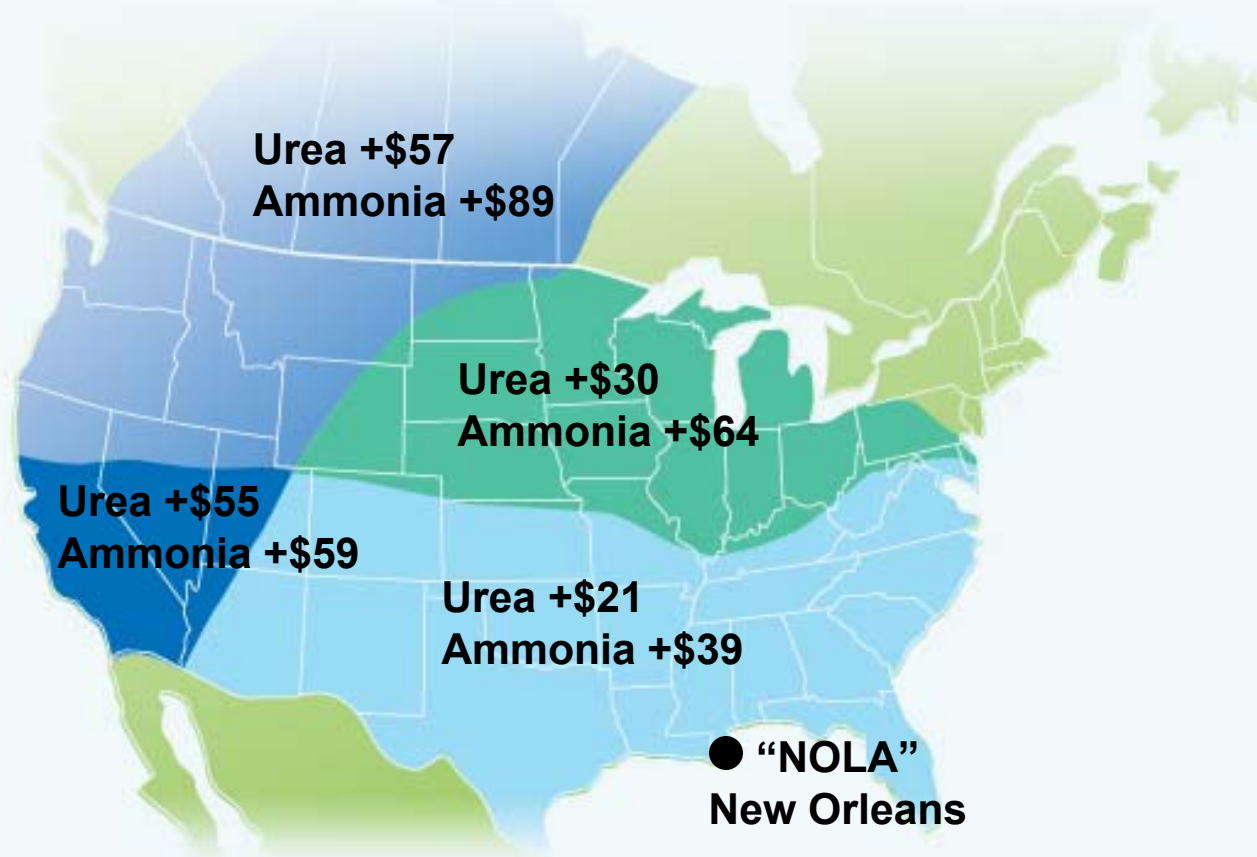 Urea +$57
Ammonia +$89
Urea +$30
Ammonia +$64
Urea +$55
Ammonia +$59
Urea +$21
Ammonia +$39
“NOLA”
New Orleans